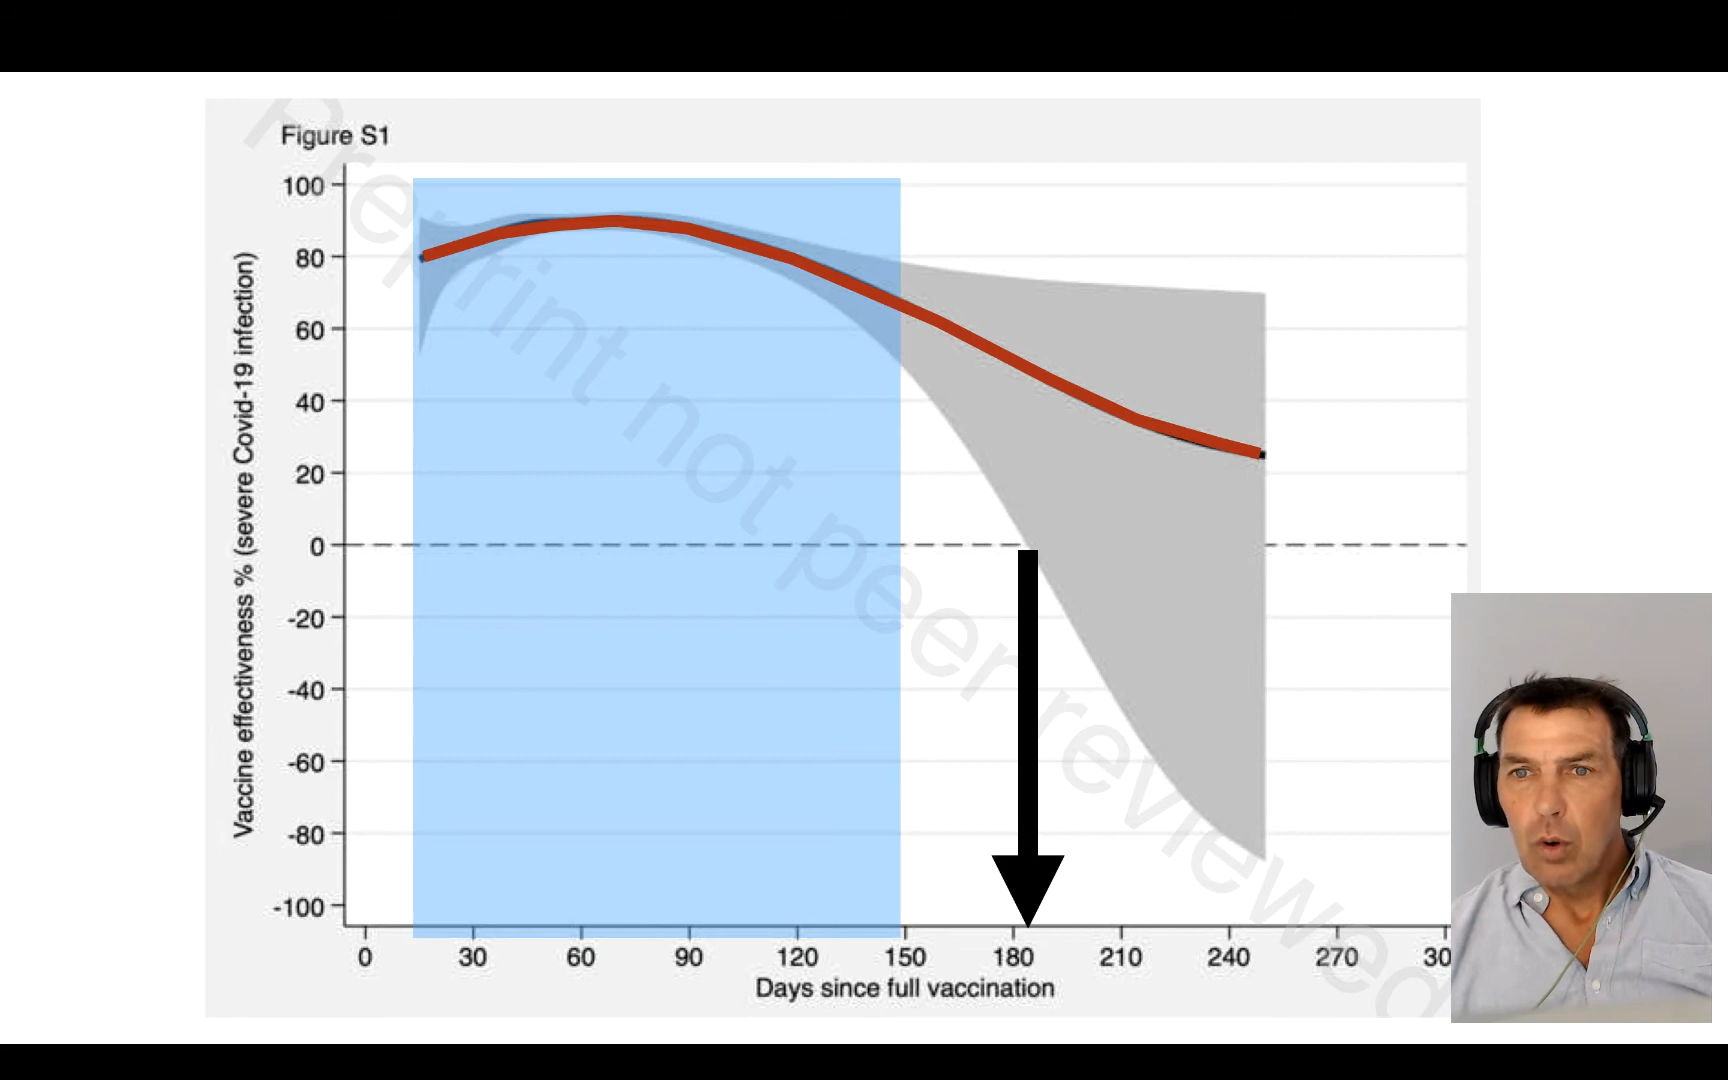 Figure S1
Preprint not peer reviewed
Vaccine effectiveness % (severe Covid-19 infection)
100
80
60
40
20
0
-20
-40
-60
-80
-100
0 30 60 90 120 150 180 210 240 270 30
Days since full vaccination